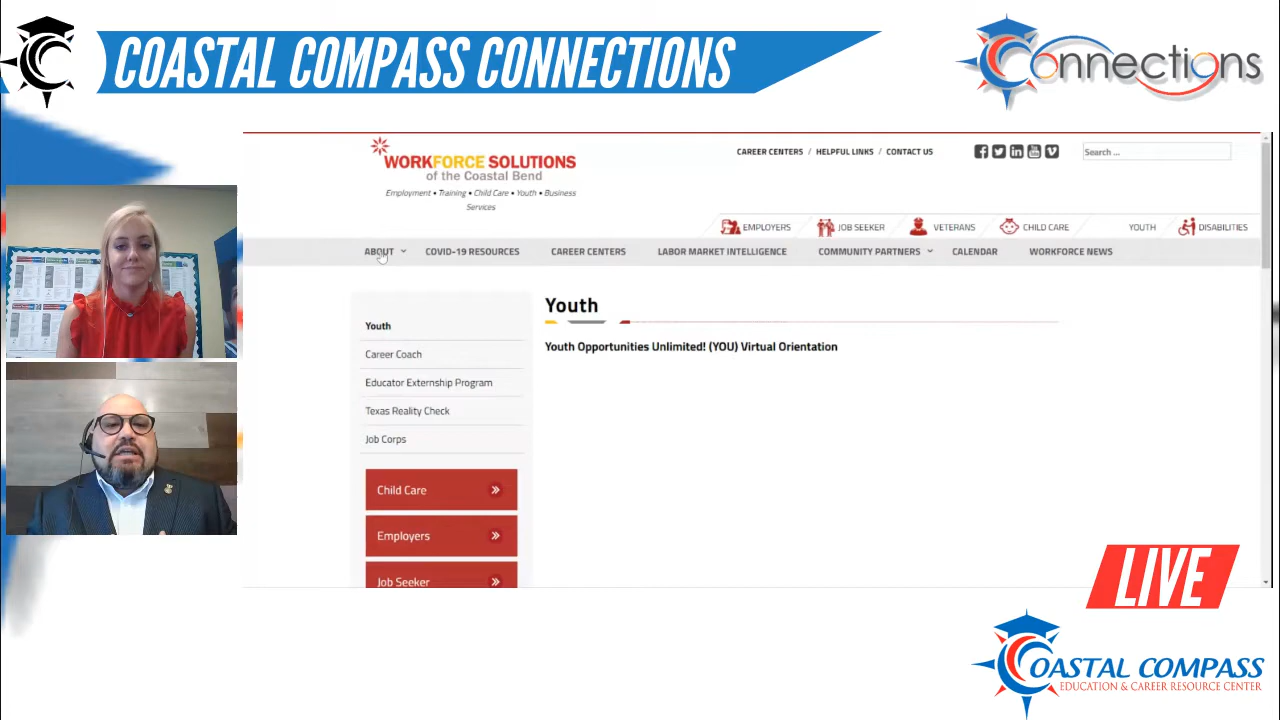 COASTAL COMPASS CONNECTIONS
Connections
WORKFORCE SOLUTIONS
of the Coastal Bend
Employment • Training • Child Care • Youth • Business
Services
CAREER CENTERS / HELPFUL LINKS / CONTACT US
Search ...
EMPLOYERS
JOB SEEKER
VETERANS
CHILD CARE
YOUTH
DISABILITIES
ABOUT
COVID-19 RESOURCES
CAREER CENTERS
LABOR MARKET INTELLIGENCE
COMMUNITY PARTNERS
CALENDAR
WORKFORCE NEWS
Youth
Career Coach
Educator Externship Program
Texas Reality Check
Job Corps
Child Care
Employers
Job Seeker
Youth
Youth Opportunities Unlimited! (YOU) Virtual Orientation
LIVE
COASTAL COMPASS
EDUCATION & CAREER RESOURCE CENTER